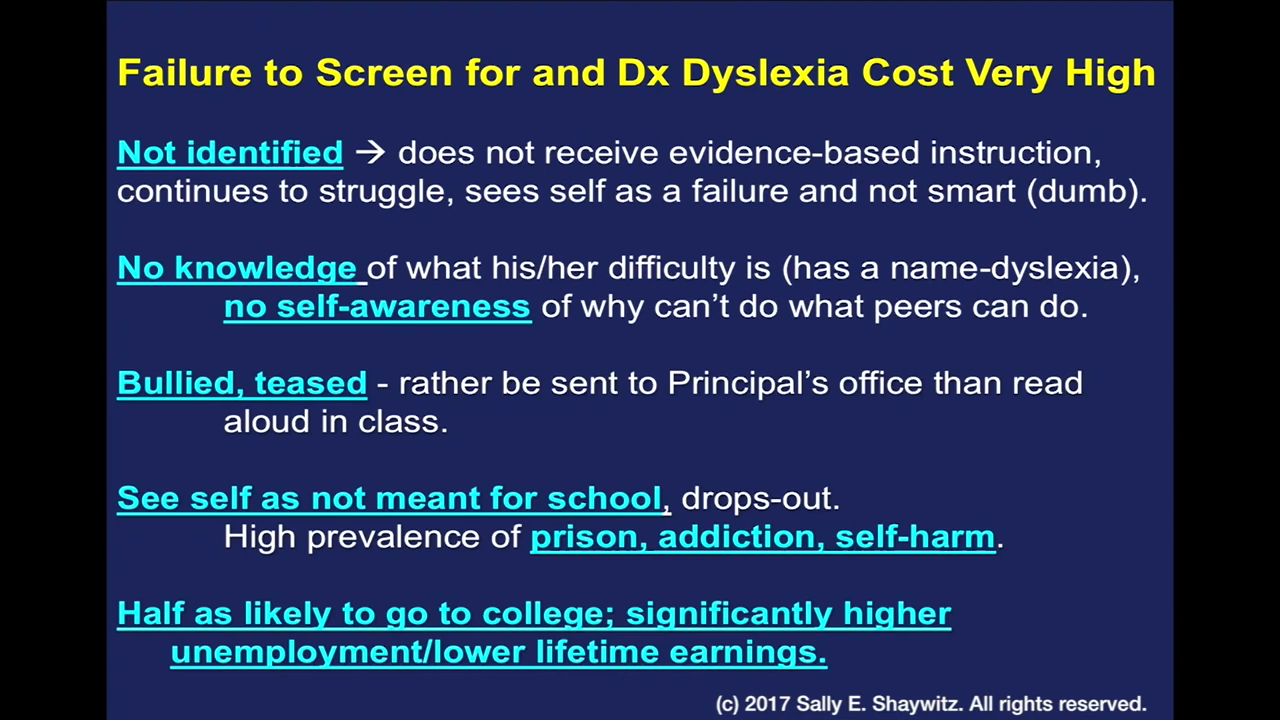 Failure to Screen for and Dx Dyslexia Cost Very High
Not identified → does not receive evidence-based instruction,
continues to struggle, sees self as a failure and not smart (dumb).
No knowledge of what his/her difficulty is (has a name-dyslexia),
no self-awareness of why can’t do what peers can do.
Bullied, teased - rather be sent to Principal’s office than read
aloud in class.
See self as not meant for school, drops-out.
High prevalence of prison, addiction, self-harm.
Half as likely to go to college; significantly higher
unemployment/lower lifetime earnings.
(c) 2017 Sally E. Shaywitz. All rights reserved.